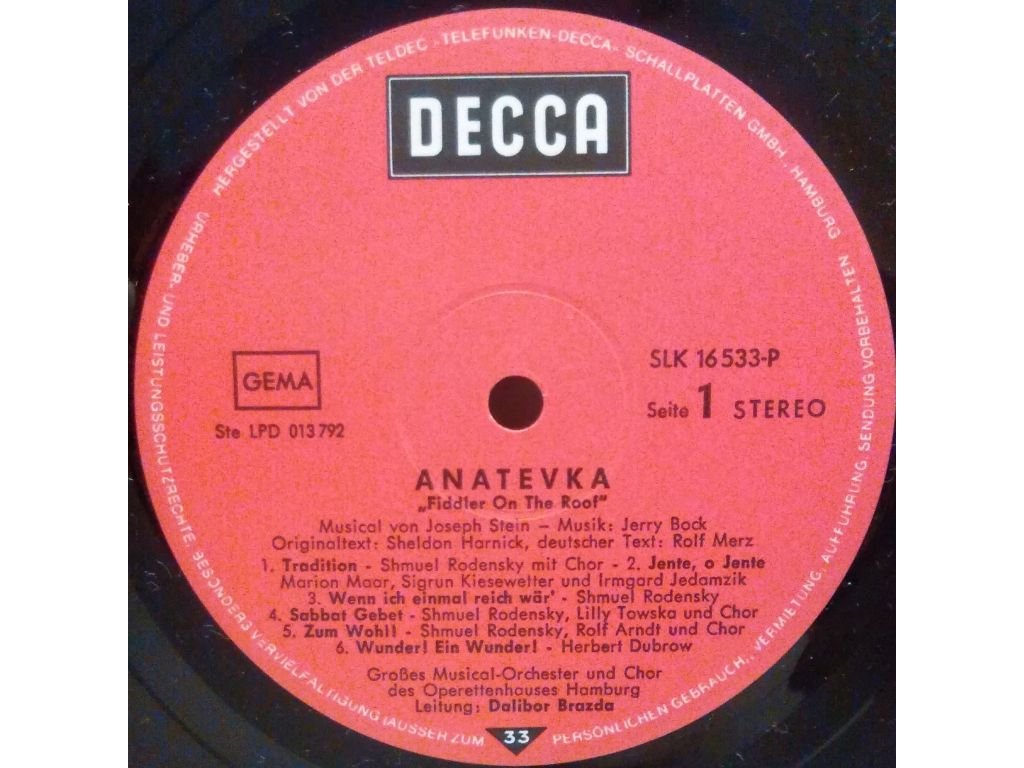 HERGESTELLT VON DER TELDEC »TELEFUNKEN-DECCA« SCHALLPLATTEN GMBH., HAMBURG
DECCA
GEMA
Ste LPD 013 792
SLK 16 533-P
Seite 1 STEREO
ANATEVKA
„Fiddler On The Roof"
Musical von Joseph Stein – Musik: Jerry Bock
Originaltext: Sheldon Harnick, deutscher Text: Rolf Merz
1. Tradition - Shmuel Rodensky mit Chor - 2. Jente, o Jente
Marion Maar, Sigrun Kiesewetter und Irmgard Jedamzik
3. Wenn ich einmal reich wär' - Shmuel Rodensky
4. Sabbat Gebet - Shmuel Rodensky, Lilly Towska und Chor
5. Zum Wohl! - Shmuel Rodensky, Rolf Arndt und Chor
6. Wunder! Ein Wunder! - Herbert Dubrow
Großes Musical-Orchester und Chor
des Operettenhauses Hamburg
Leitung: Dalibor Brazda
33
URHEBER- UND LEISTUNGSSCHUTZRECHTE, BESONDERS VERVIELFÄLTIGUNG (AUSSER ZUM PERSÖNLICHEN GEBRAUCH), VERMIETUNG, AUFFÜHRUNG, SENDUNG VORBEHALTEN